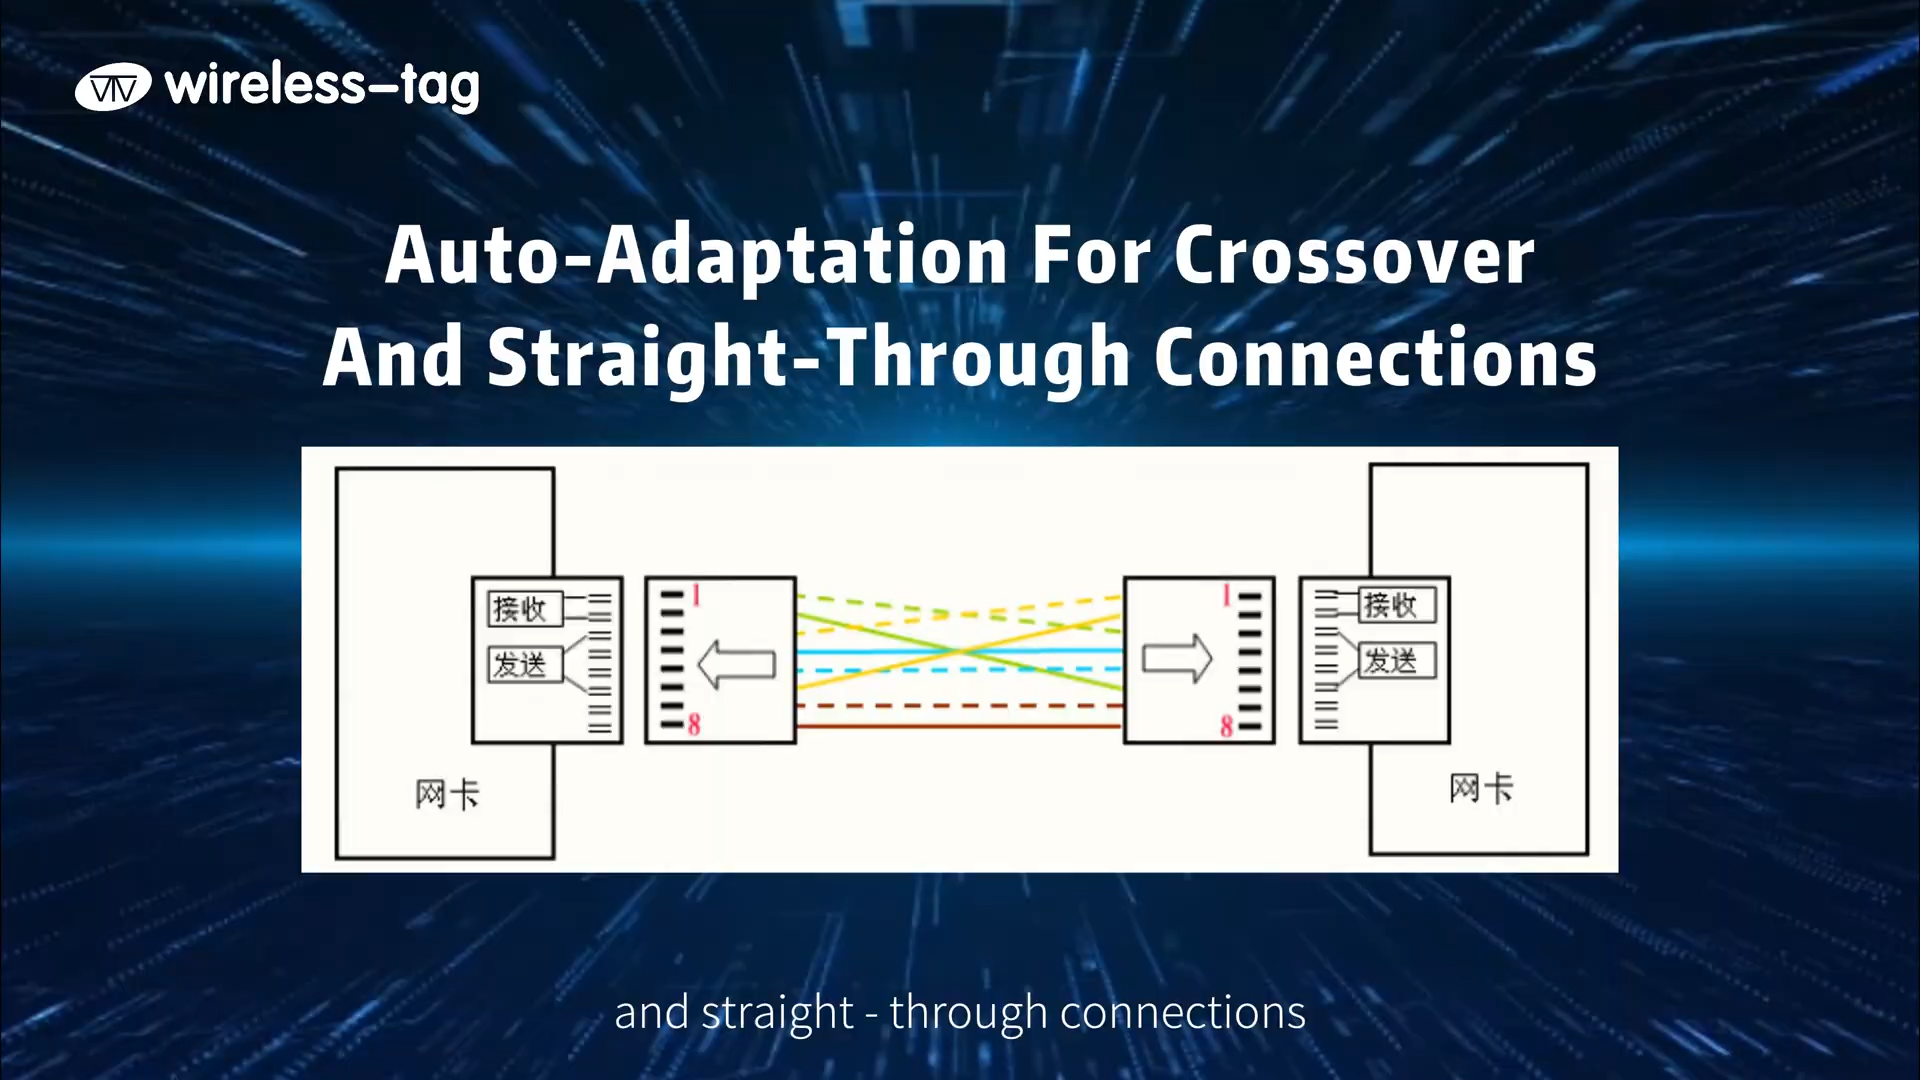 wireless-tag
Auto-Adaptation For Crossover
And Straight-Through Connections
接收
发送
网卡
1
8
1
8
接收
发送
网卡
and straight - through connections